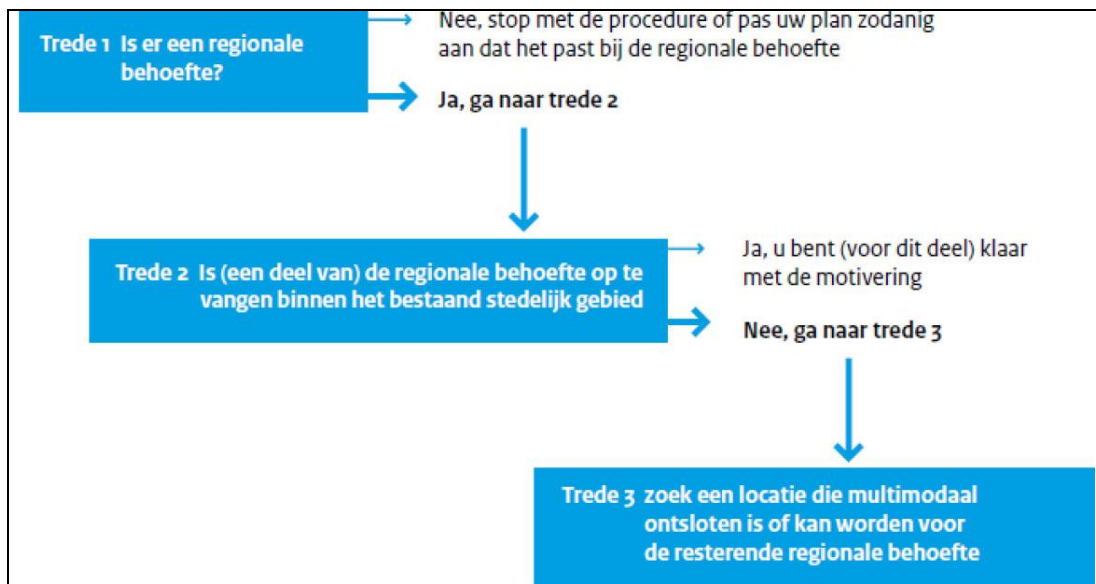 Nee, stop met de procedure of pas uw plan zodanig
aan dat het past bij de regionale behoefte
Trede 1 Is er een regionale
behoefte?
Ja, ga naar trede 2
Trede 2 Is (een deel van) de regionale behoefte op te
vangen binnen het bestaand stedelijk gebied
Ja, u bent (voor dit deel) klaar
met de motivering
Nee, ga naar trede 3
Trede 3 zoek een locatie die multimodaal
ontsloten is of kan worden voor
de resterende regionale behoefte